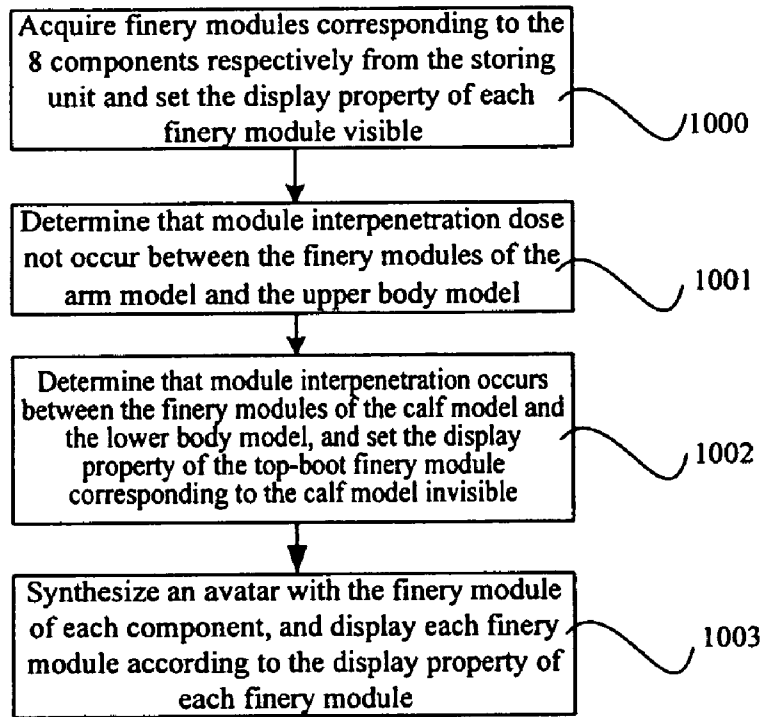 Acquire finery modules corresponding to the
8 components respectively from the storing
unit and set the display property of each
finery module visible
1000
Determine that module interpenetration dose
not occur between the finery modules of the
arm model and the upper body model
1001
Determine that module interpenetration occurs
between the finery modules of the calf model and
the lower body model, and set the display
property of the top-boot finery module
corresponding to the calf model invisible
1002
Synthesize an avatar with the finery module
of each component, and display each finery
module according to the display property of
each finery module
1003